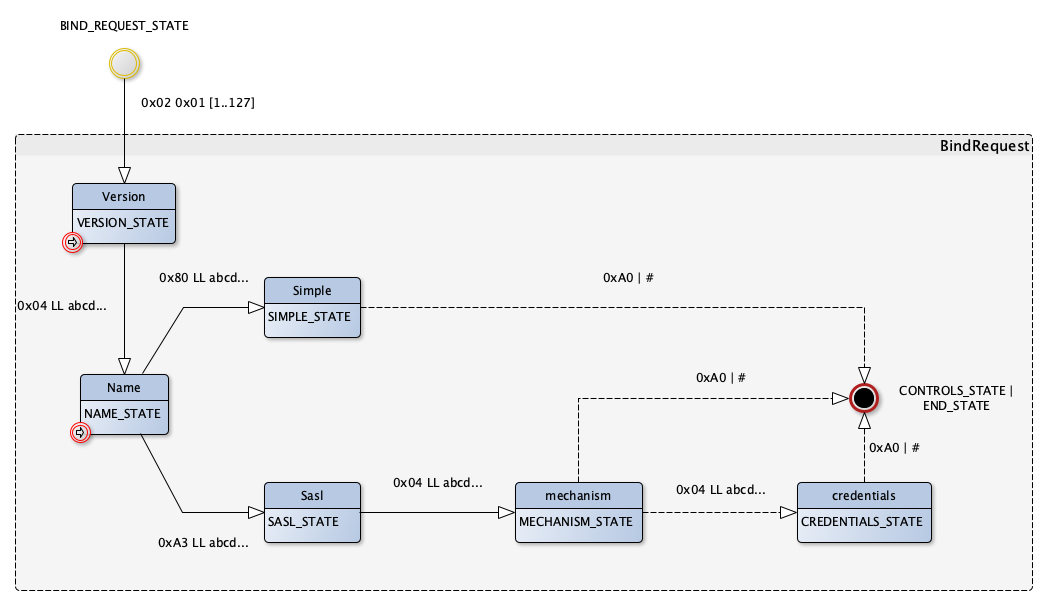 BIND_REQUEST_STATE
0x02 0x01 [1..127]
BindRequest
Version
VERSION_STATE
0x80 LL abcd...
0xA0 | #
Simple
SIMPLE_STATE
0x04 LL abcd...
Name
NAME_STATE
0xA0 | #
CONTROLS_STATE |
END_STATE
0xA0 | #
Sasl
SASL_STATE
0x04 LL abcd...
mechanism
MECHANISM_STATE
0x04 LL abcd...
credentials
CREDENTIALS_STATE
0xA3 LL abcd...